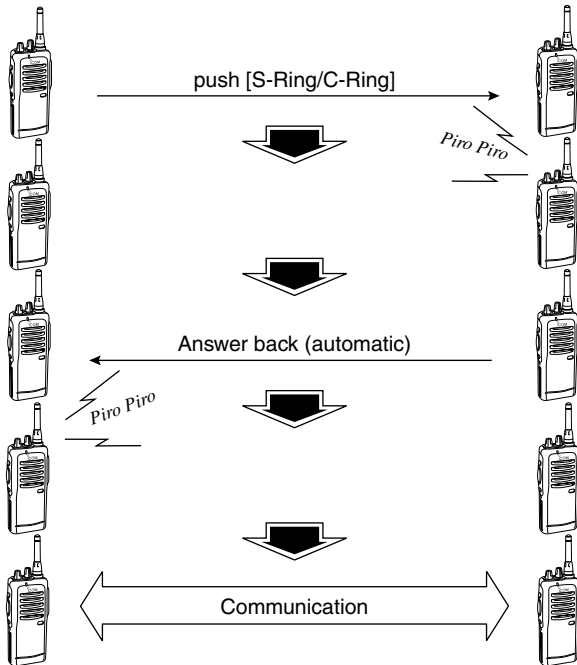 push [S-Ring/C-Ring]
Piro Piro
Answer back (automatic)
Piro Piro
Communication